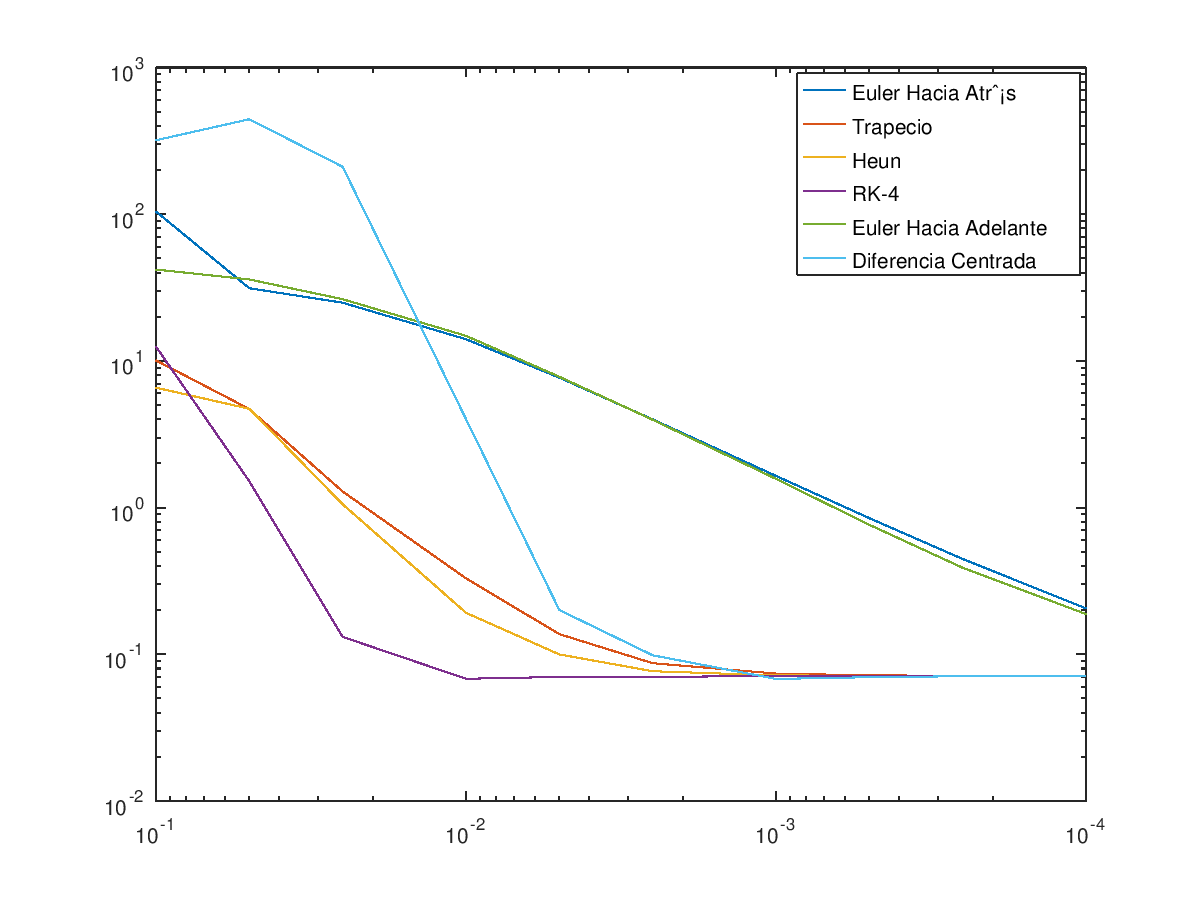 10^3
10^2
10^1
10^0
10^-1
10^-2
10^-1
10^-2
10^-3
10^-4
Euler Hacia Atrˆ¡s
Trapecio
Heun
RK-4
Euler Hacia Adelante
Diferencia Centrada